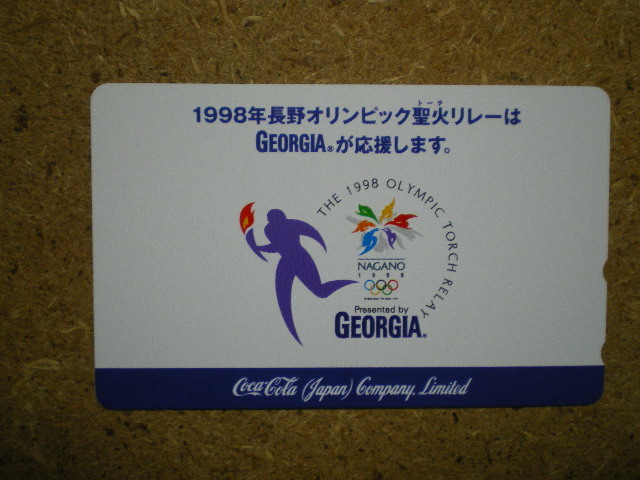 トーチ
1998年長野オリンピック聖火リレーは
GEORGIA®が応援します。
THE 1998 OLYMPIC TORCH RELAY
NAGANO
1998
Presented by
GEORGIA®
Coca-Cola (Japan) Company, Limited